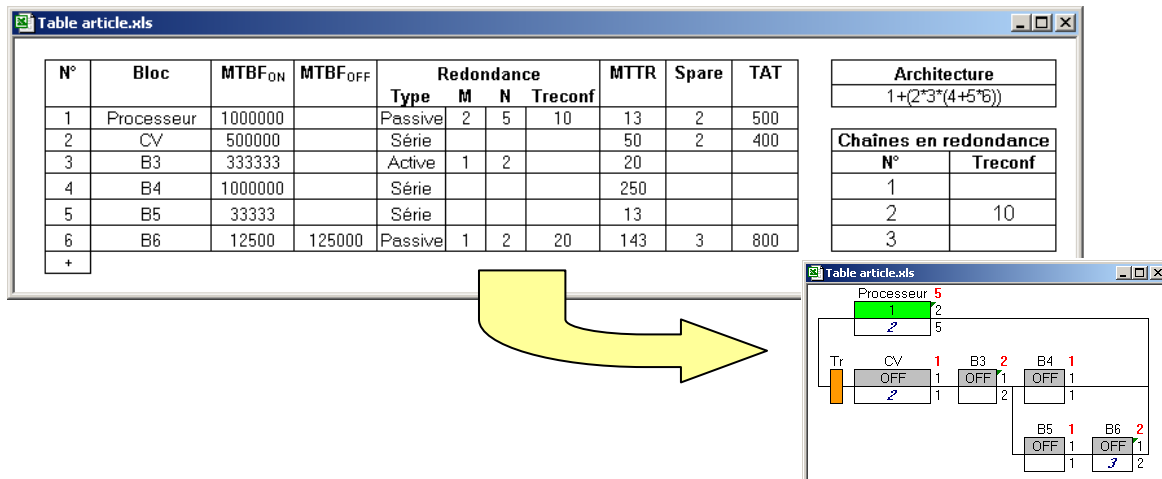 Table article.xls
N° Bloc MTBF_ON MTBF_OFF Redondance MTTR Spare TAT
Type M N Treconf
1 Processeur 1000000 Passive 2 5 10 13 2 500
2 CV 500000 Série 50 2 400
3 B3 333333 Active 1 2 20
4 B4 1000000 Série 250
5 B5 33333 Série 13
6 B6 12500 125000 Passive 1 2 20 143 3 800
+
Architecture
1+(2*3*(4+5*6))
Chaînes en redondance
N° Treconf
1
2 10
3
Table article.xls
Processeur 5
1 2
2 5
Tr CV 1 B3 2 B4 1
OFF 1 OFF 1 OFF 1
2 1 2 1
B5 1 B6 2
OFF 1 OFF 1
1 3 2